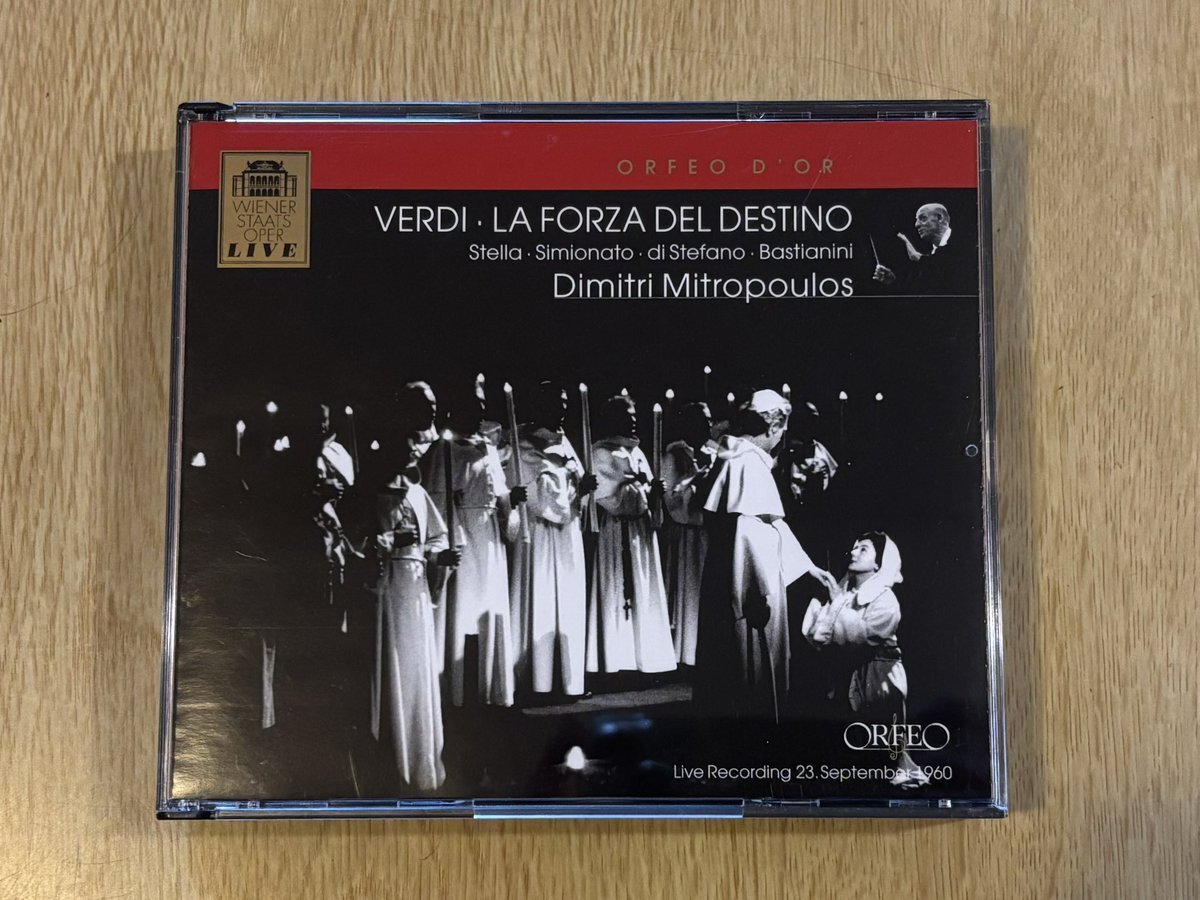 ORFEO D'OR
WIENER
STAATS
OPER
LIVE
VERDI · LA FORZA DEL DESTINO
Stella · Simionato · di Stefano · Bastianini
Dimitri Mitropoulos
ORFEO
Live Recording 23. September 1960